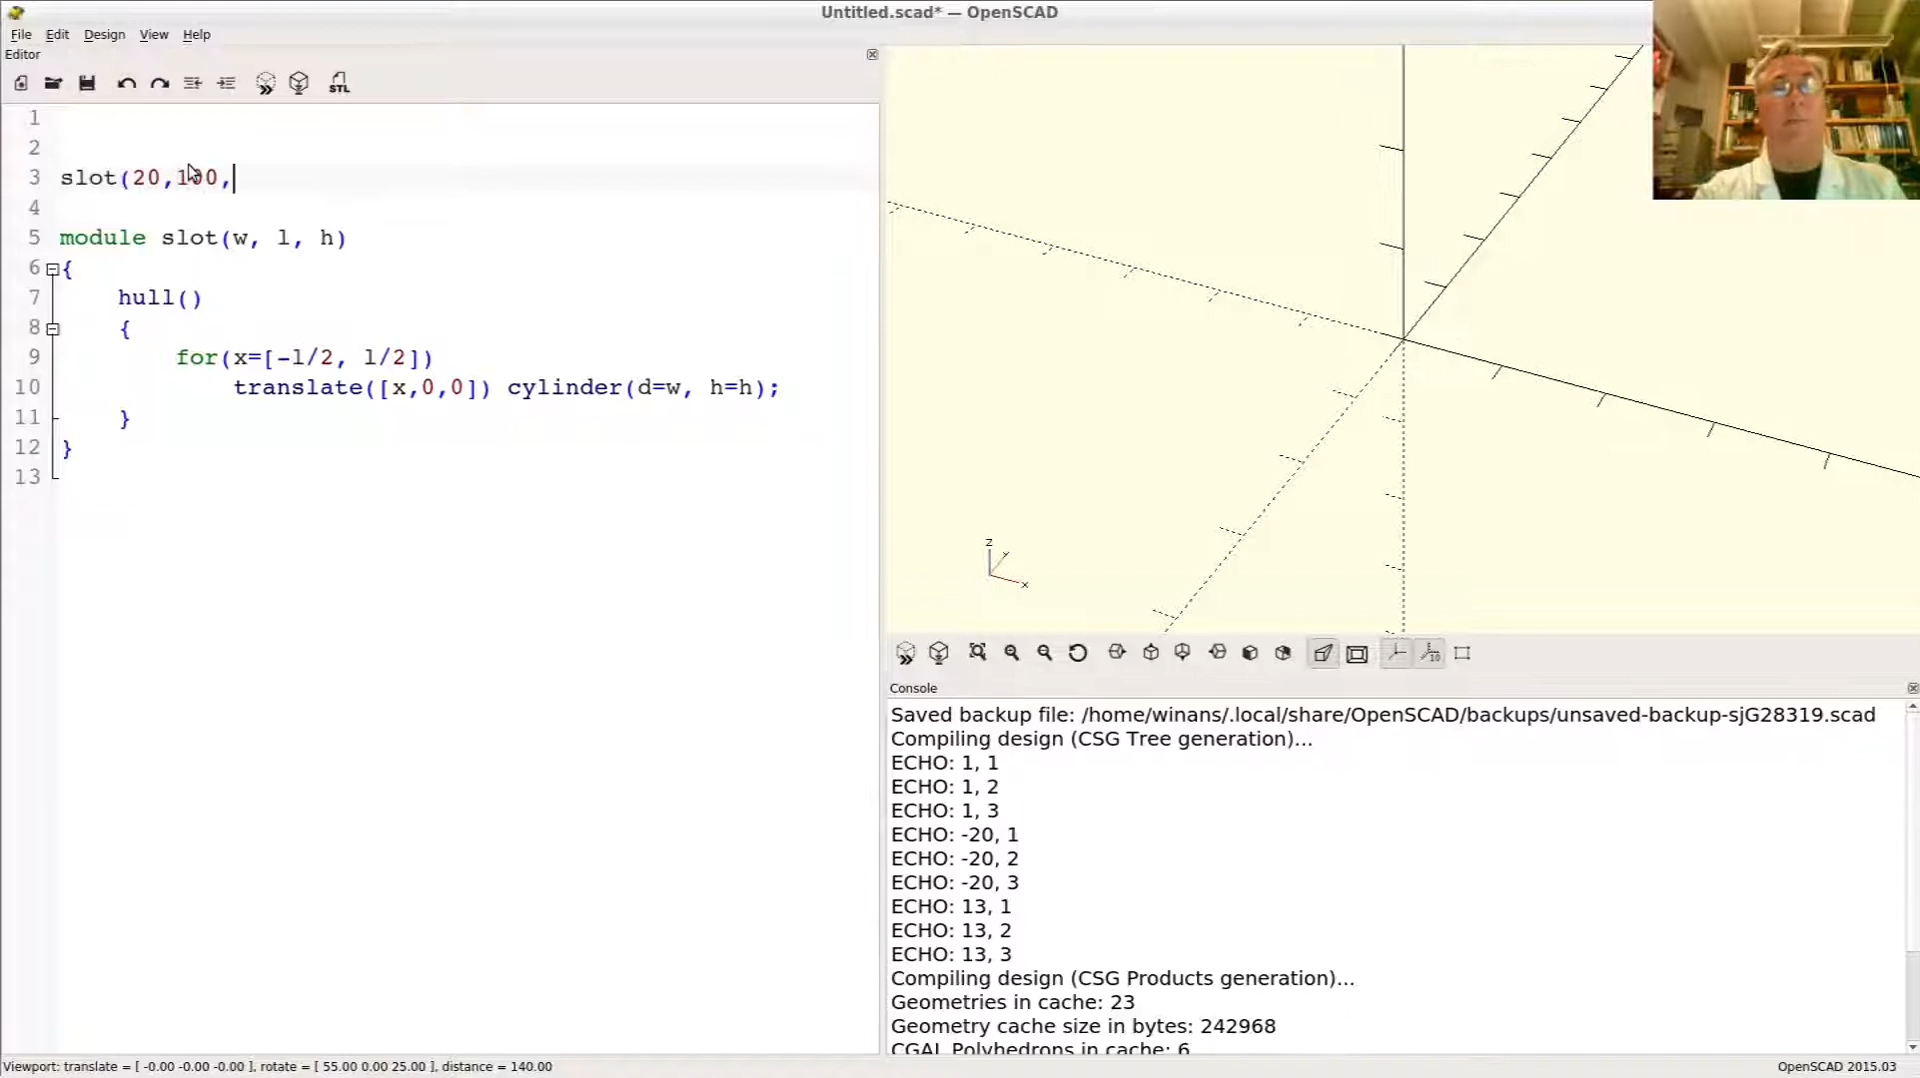 Untitled.scad* — OpenSCAD
File Edit Design View Help
Editor
STL
1
2
3 slot(20,100,
4
5 module slot(w, l, h)
6 {
7 hull()
8 {
9 for(x=[-l/2, l/2])
10 translate([x,0,0]) cylinder(d=w, h=h);
11 }
12 }
13
z
y
x
10
Console
Saved backup file: /home/winans/.local/share/OpenSCAD/backups/unsaved-backup-sjG28319.scad
Compiling design (CSG Tree generation)...
ECHO: 1, 1
ECHO: 1, 2
ECHO: 1, 3
ECHO: -20, 1
ECHO: -20, 2
ECHO: -20, 3
ECHO: 13, 1
ECHO: 13, 2
ECHO: 13, 3
Compiling design (CSG Products generation)...
Geometries in cache: 23
Geometry cache size in bytes: 242968
CGAL Polyhedrons in cache: 6
Viewport: translate = [ -0.00 -0.00 -0.00 ], rotate = [ 55.00 0.00 25.00 ], distance = 140.00
OpenSCAD 2015.03